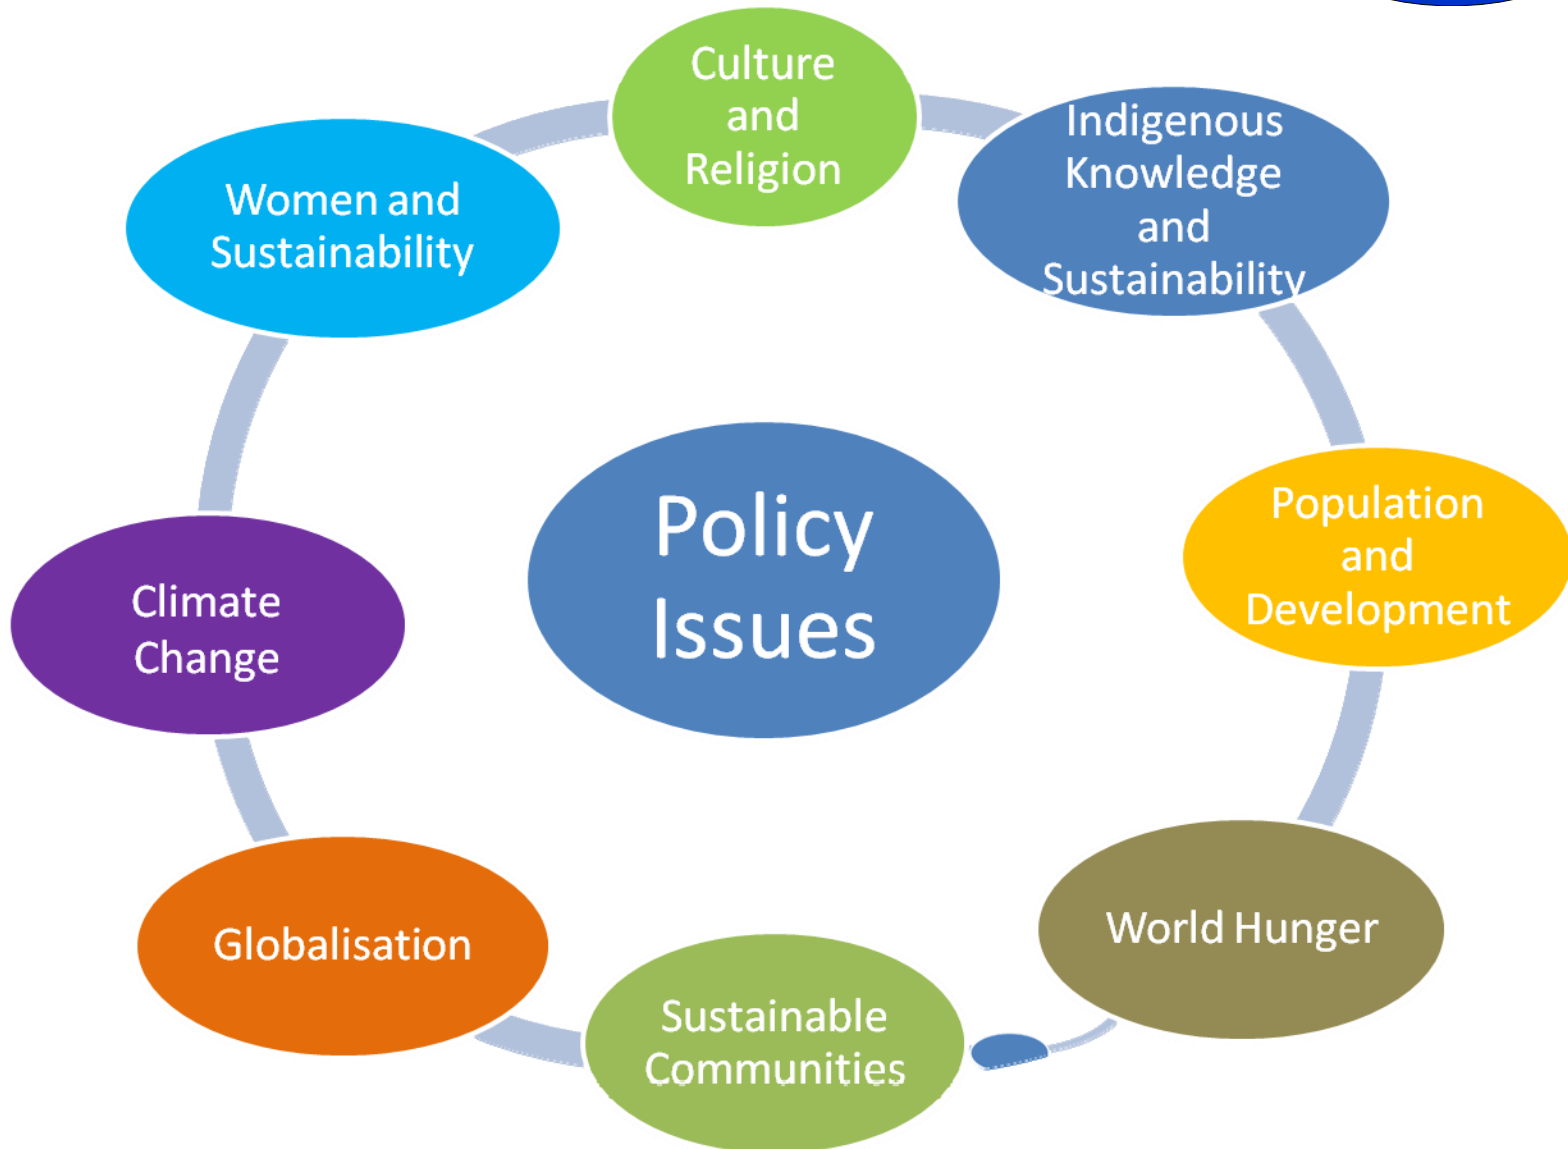 Culture
and
Religion
Indigenous
Knowledge
and
Sustainability
Population
and
Development
World Hunger
Sustainable
Communities
Globalisation
Climate
Change
Women and
Sustainability
Policy
Issues